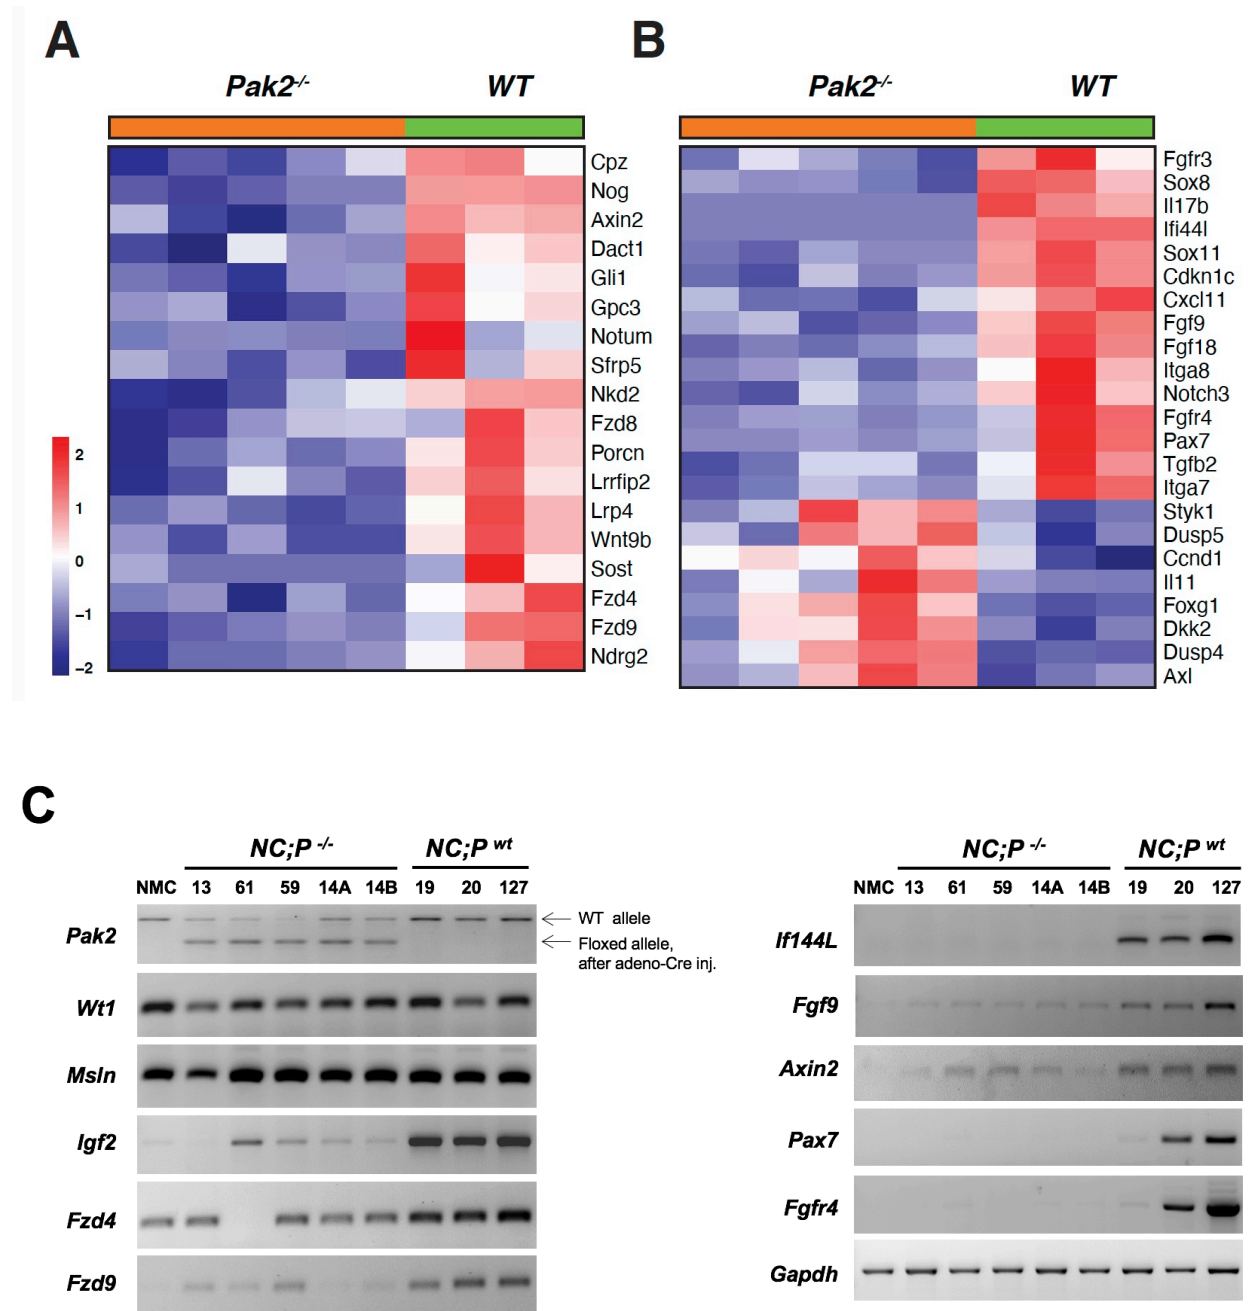 A
B
Pak2-/- WT
Pak2-/- WT
Cpz
Nog
Axin2
Dact1
Gli1
Gpc3
Notum
Sfrp5
Nkd2
Fzd8
Porcn
Lrrfip2
Lrp4
Wnt9b
Sost
Fzd4
Fzd9
Ndrg2
2
1
0
−1
−2
Fgfr3
Sox8
Il17b
Ifi44l
Sox11
Cdkn1c
Cxcl11
Fgf9
Fgf18
Itga8
Notch3
Fgfr4
Pax7
Tgfb2
Itga7
Styk1
Dusp5
Ccnd1
Il11
Foxg1
Dkk2
Dusp4
Axl
C
NC;P -/- NC;P wt
NMC 13 61 59 14A 14B 19 20 127
Pak2
WT allele
Floxed allele,
after adeno-Cre inj.
Wt1
Msln
Igf2
Fzd4
Fzd9
NC;P -/- NC;P wt
NMC 13 61 59 14A 14B 19 20 127
If144L
Fgf9
Axin2
Pax7
Fgfr4
Gapdh